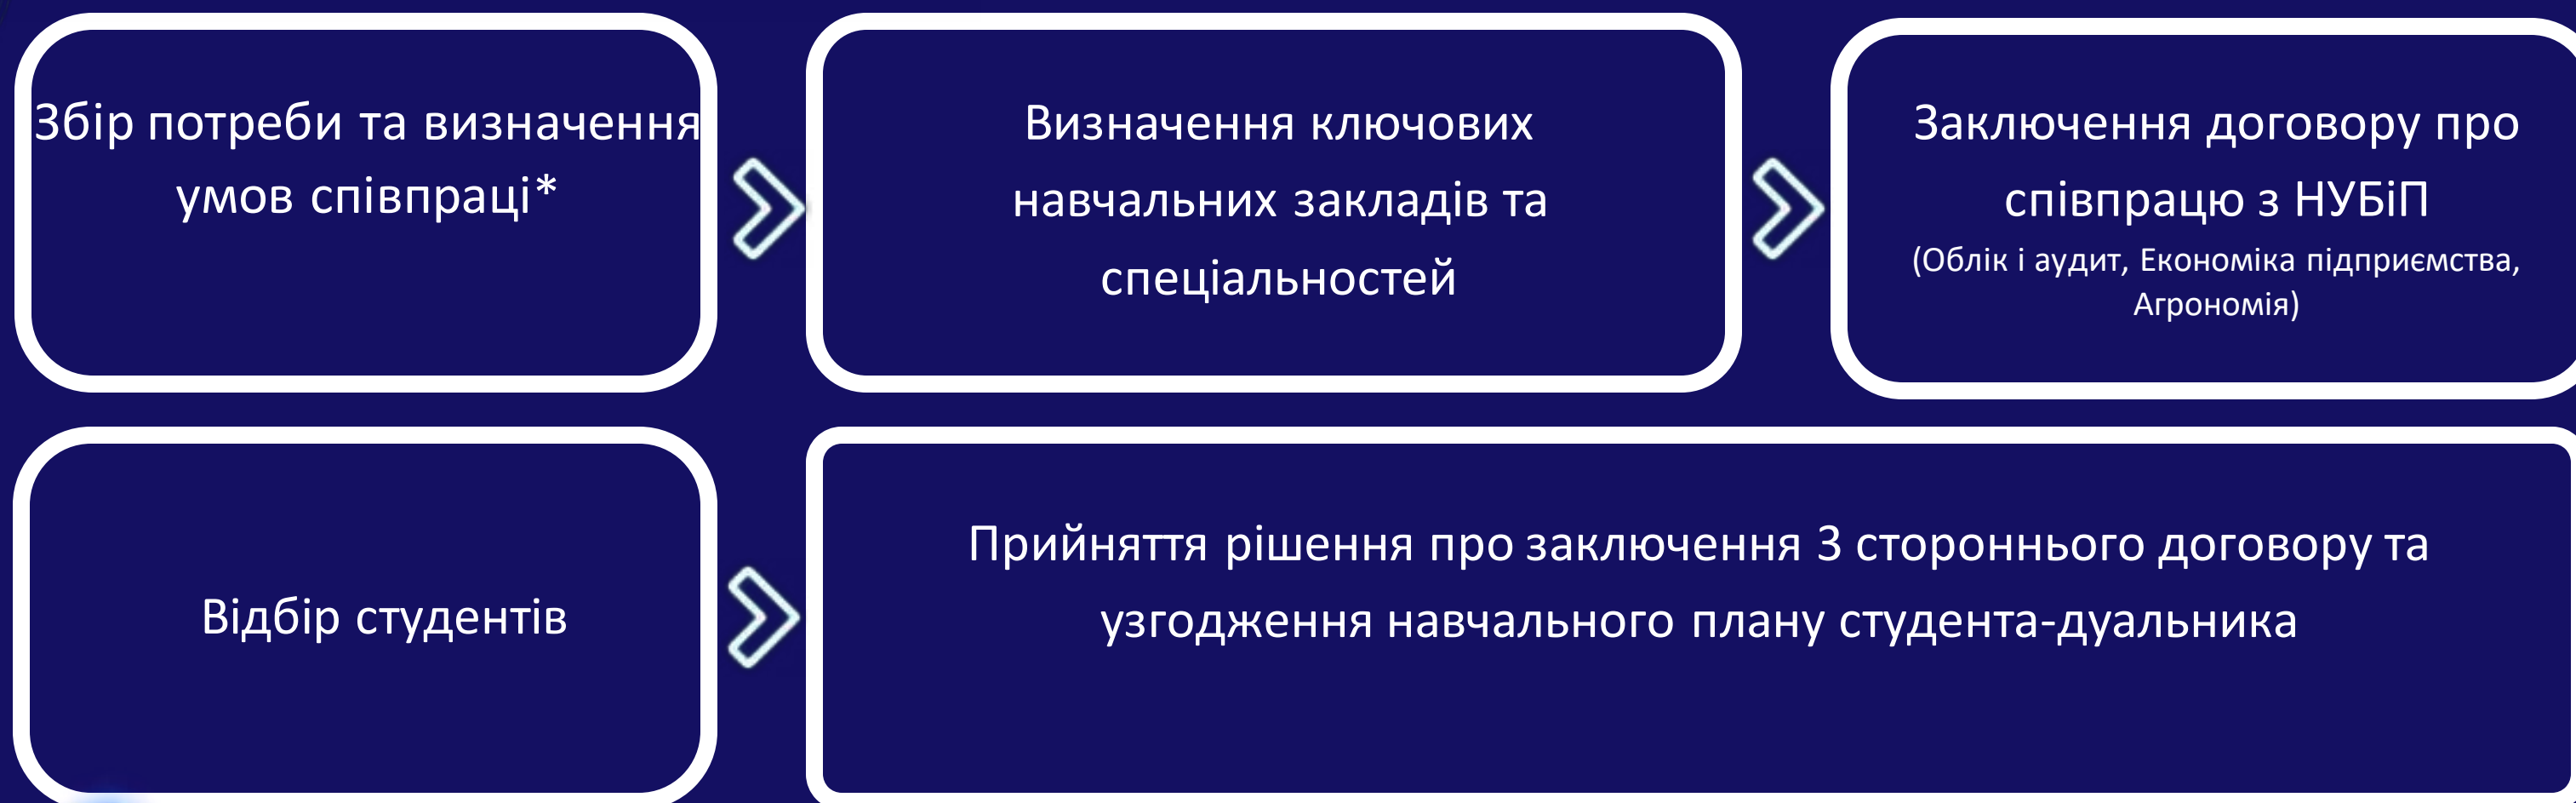 Збір потреби та визначення
умов співпраці*
Визначення ключових
навчальних закладів та
спеціальностей
Заключення договору про
співпрацю з НУБіП
(Облік і аудит, Економіка підприємства,
Агрономія)
Відбір студентів
Прийняття рішення про заключення 3 стороннього договору та
узгодження навчального плану студента-дуальника